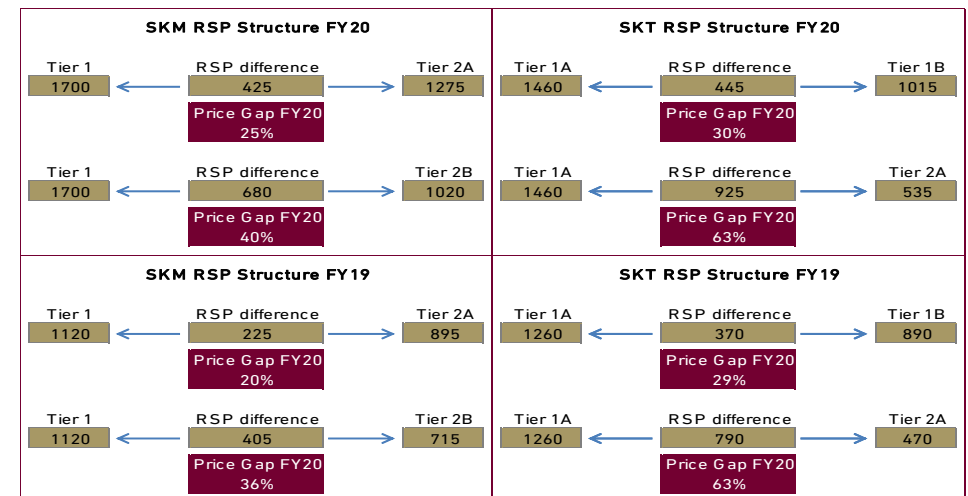 SKM RSP Structure FY20
Tier 1 RSP difference Tier 2A
1700 425 1275
Price Gap FY20
25%
Tier 1 RSP difference Tier 2B
1700 680 1020
Price Gap FY20
40%
SKT RSP Structure FY20
Tier 1A RSP difference Tier 1B
1460 445 1015
Price Gap FY20
30%
Tier 1A RSP difference Tier 2A
1460 925 535
Price Gap FY20
63%
SKM RSP Structure FY19
Tier 1 RSP difference Tier 2A
1120 225 895
Price Gap FY20
20%
Tier 1 RSP difference Tier 2B
1120 405 715
Price Gap FY20
36%
SKT RSP Structure FY19
Tier 1A RSP difference Tier 1B
1260 370 890
Price Gap FY20
29%
Tier 1A RSP difference Tier 2A
1260 790 470
Price Gap FY20
63%